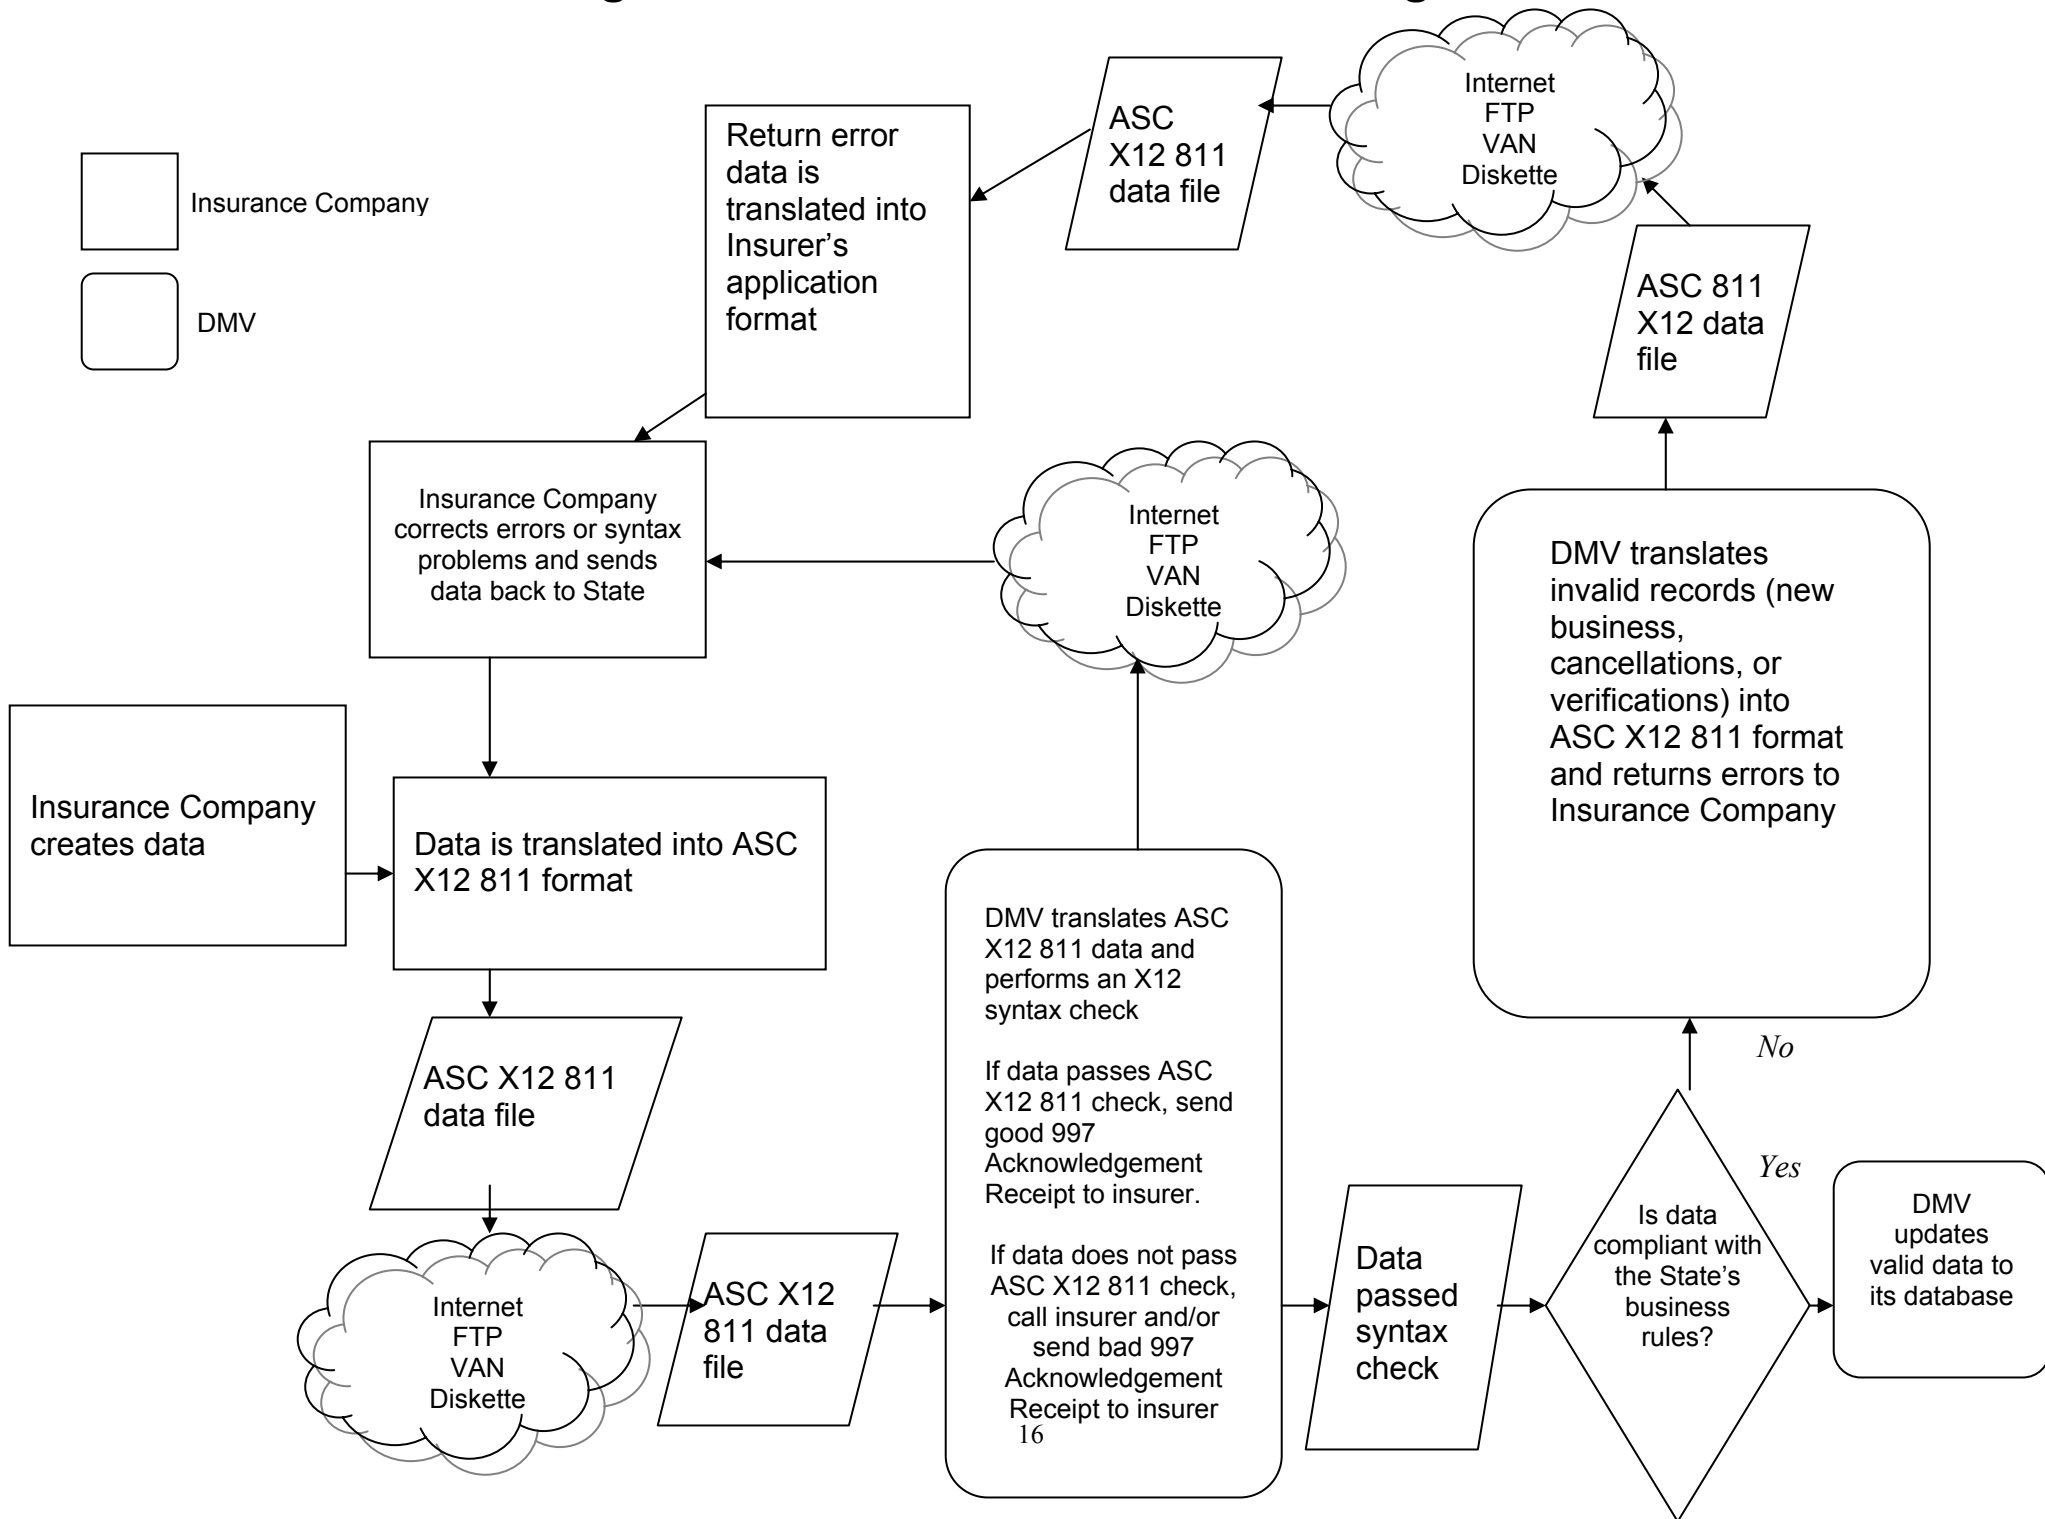 Internet
FTP
VAN
Diskette
ASC
X12 811
data file
Return error
data is
translated into
Insurer’s
application
format
Insurance Company
DMV
ASC 811
X12 data
file
Insurance Company
corrects errors or syntax
problems and sends
data back to State
Internet
FTP
VAN
Diskette
DMV translates
invalid records (new
business,
cancellations, or
verifications) into
ASC X12 811 format
and returns errors to
Insurance Company
Insurance Company
creates data
Data is translated into ASC
X12 811 format
DMV translates ASC
X12 811 data and
performs an X12
syntax check
If data passes ASC
X12 811 check, send
good 997
Acknowledgement
Receipt to insurer.
If data does not pass
ASC X12 811 check,
call insurer and/or
send bad 997
Acknowledgement
Receipt to insurer
16
ASC X12 811
data file
Internet
FTP
VAN
Diskette
ASC X12
811 data
file
Data
passed
syntax
check
No
Yes
Is data
compliant with
the State’s
business
rules?
DMV
updates
valid data to
its database